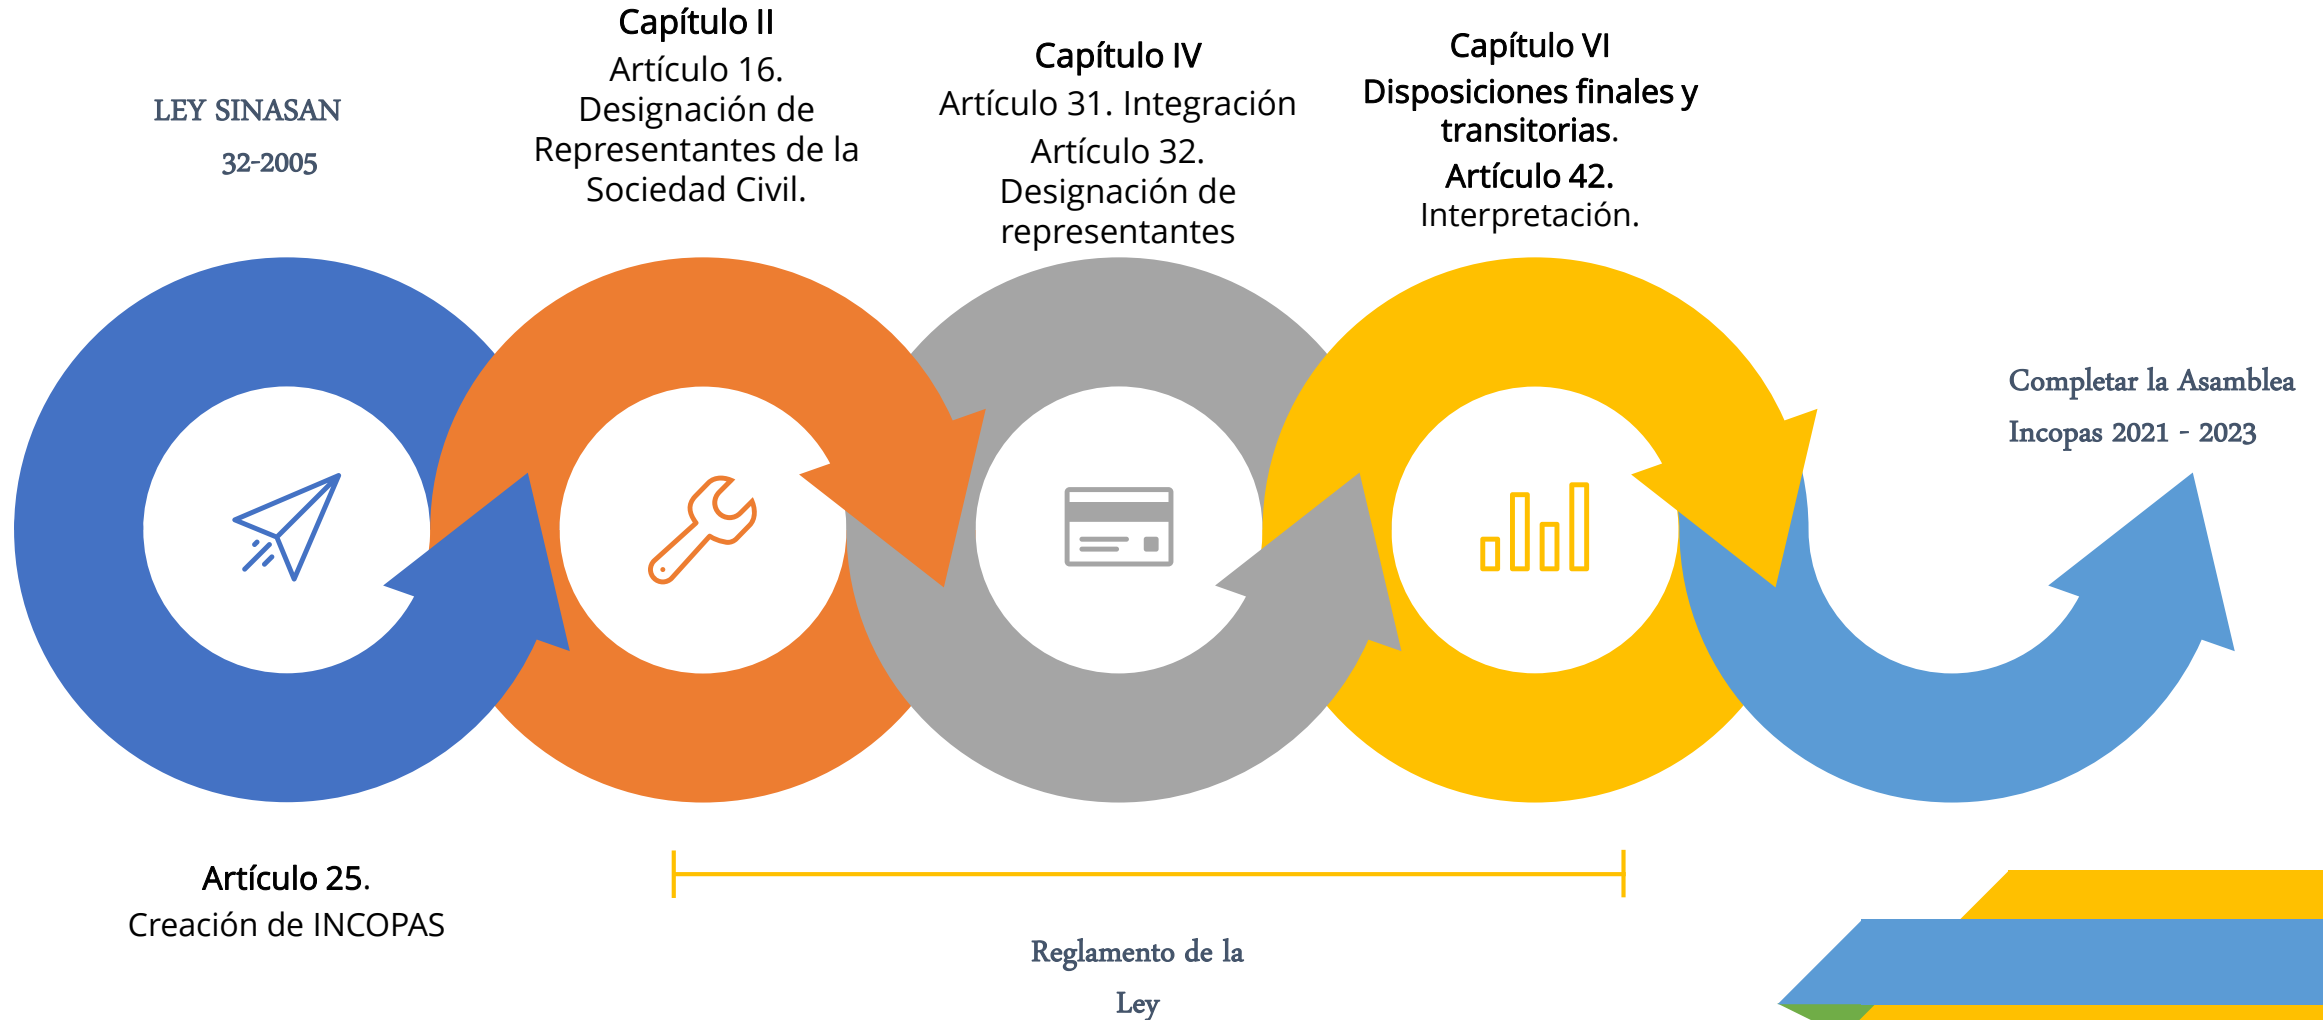 LEY SINASAN
32-2005
Artículo 25.
Creación de INCOPAS
Capítulo II
Artículo 16.
Designación de
Representantes de la
Sociedad Civil.
Capítulo IV
Artículo 31. Integración
Artículo 32.
Designación de
representantes
Capítulo VI
Disposiciones finales y
transitorias.
Artículo 42.
Interpretación.
Reglamento de la
Ley
Completar la Asamblea
Incopas 2021 - 2023